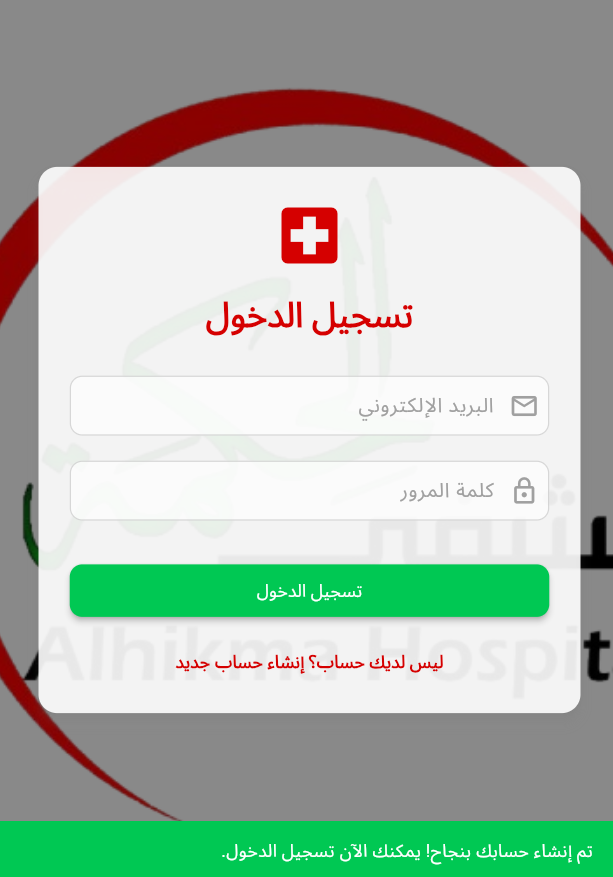 تسجيل الدخول
البريد الإلكتروني
كلمة المرور
تسجيل الدخول
ليس لديك حساب؟ إنشاء حساب جديد
Alhikma Hospit
تم إنشاء حسابك بنجاح! يمكنك الآن تسجيل الدخول.